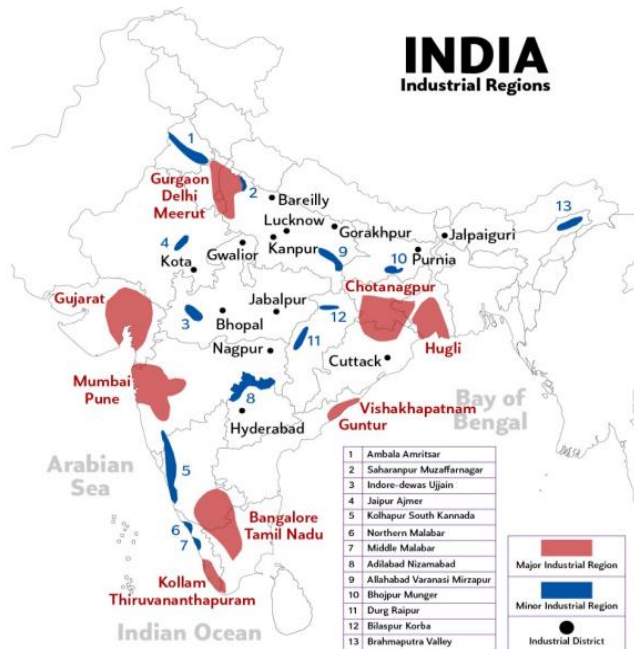 INDIA
Industrial Regions
1
Gurgaon
Delhi
Meerut
2
Bareilly
Lucknow
Gorakhpur
Jalpaiguri
13
4
Gwalior
Kanpur
9
10
Purnia
Kota
Gujarat
3
Bhopal
Jabalpur
12
Chotanagpur
11
Hugli
Nagpur
Cuttack
Mumbai
Pune
8
Hyderabad
Vishakhapatnam
Guntur
Bay of
Bengal
Arabian
Sea
5
6
7
Bangalore
Tamil Nadu
Kollam
Thiruvananthapuram
Indian Ocean
1 Ambala Amritsar
2 Saharanpur Muzaffarnagar
3 Indore-dewas Ujjain
4 Jaipur Ajmer
5 Kolhapur South Kannada
6 Northern Malabar
7 Middle Malabar
8 Adilabad Nizamabad
9 Allahabad Varanasi Mirzapur
10 Bhojpur Munger
11 Durg Raipur
12 Bilaspur Korba
13 Brahmaputra Valley
Major Industrial Region
Minor Industrial Region
Industrial District